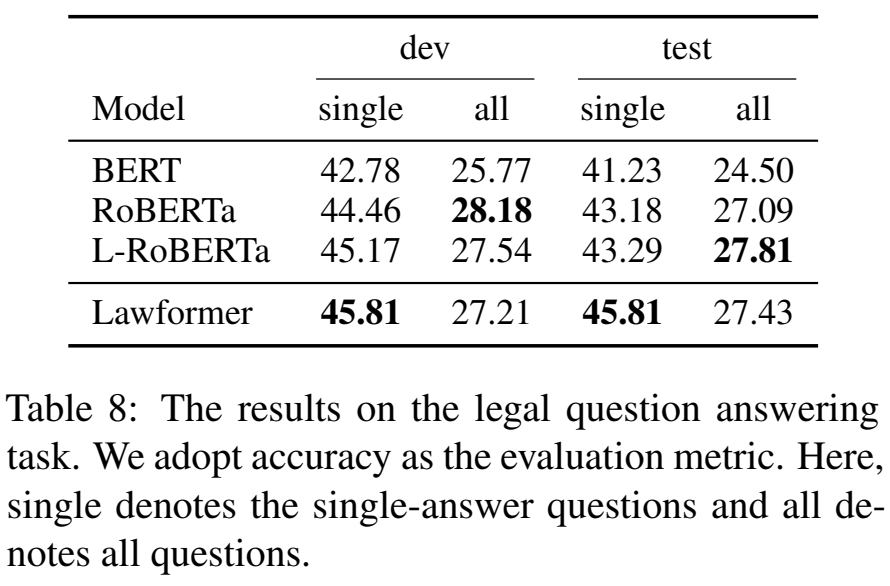 dev test
Model single all single all
BERT 42.78 25.77 41.23 24.50
RoBERTa 44.46 28.18 43.18 27.09
L-RoBERTa 45.17 27.54 43.29 27.81
Lawformer 45.81 27.21 45.81 27.43
Table 8: The results on the legal question answering
task. We adopt accuracy as the evaluation metric. Here,
single denotes the single-answer questions and all de-
notes all questions.